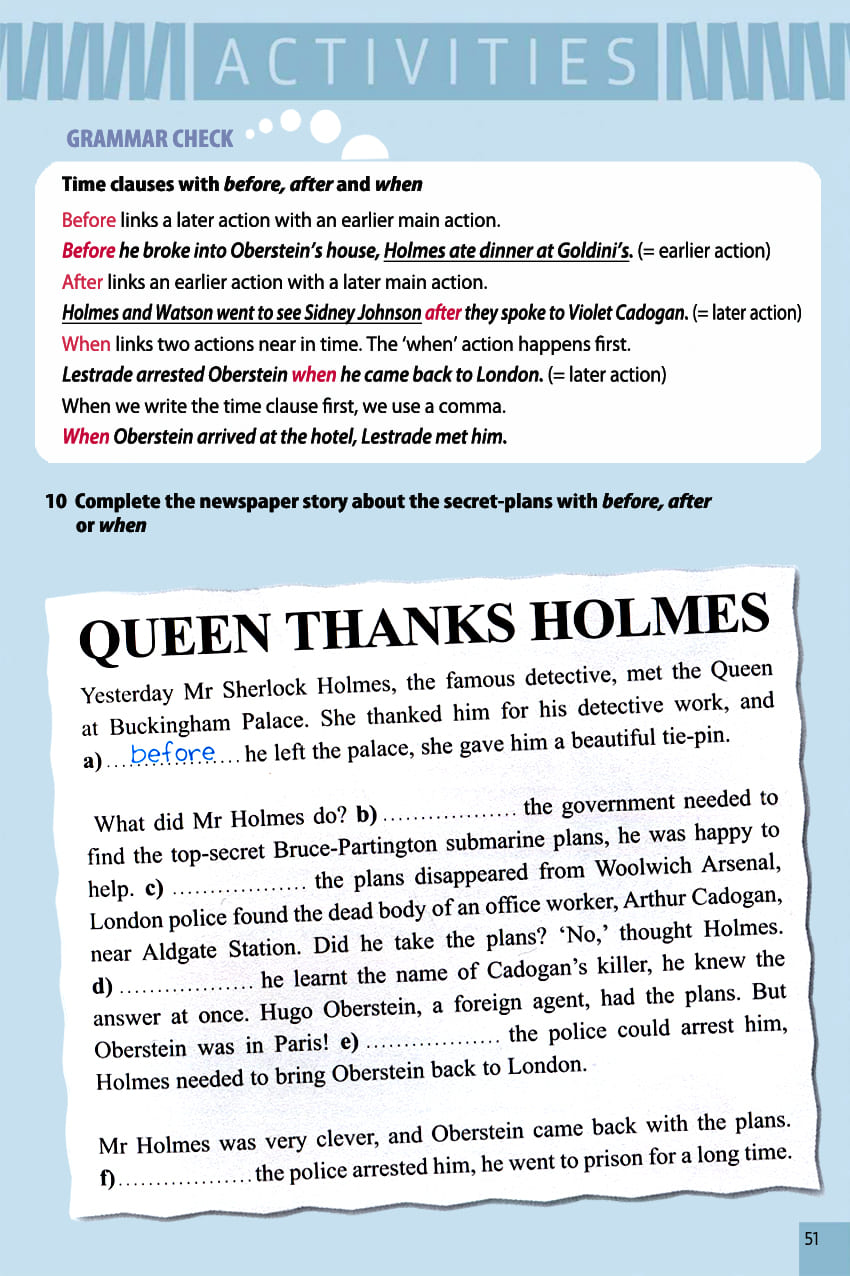 ACTIVITIES
GRAMMAR CHECK
Time clauses with before, after and when
Before links a later action with an earlier main action.
Before he broke into Oberstein's house, Holmes ate dinner at Goldini's. (= earlier action)
After links an earlier action with a later main action.
Holmes and Watson went to see Sidney Johnson after they spoke to Violet Cadogan. (= later action)
When links two actions near in time. The 'when' action happens first.
Lestrade arrested Oberstein when he came back to London. (= later action)
When we write the time clause first, we use a comma.
When Oberstein arrived at the hotel, Lestrade met him.
10 Complete the newspaper story about the secret-plans with before, after
or when
QUEEN THANKS HOLMES
Yesterday Mr Sherlock Holmes, the famous detective, met the Queen
at Buckingham Palace. She thanked him for his detective work, and
a) ...before... he left the palace, she gave him a beautiful tie-pin.
What did Mr Holmes do? b) .................. the government needed to
find the top-secret Bruce-Partington submarine plans, he was happy to
help. c) .................. the plans disappeared from Woolwich Arsenal,
London police found the dead body of an office worker, Arthur Cadogan,
near Aldgate Station. Did he take the plans? 'No,' thought Holmes.
d) .................. he learnt the name of Cadogan's killer, he knew the
answer at once. Hugo Oberstein, a foreign agent, had the plans. But
Oberstein was in Paris! e) .................. the police could arrest him,
Holmes needed to bring Oberstein back to London.
Mr Holmes was very clever, and Oberstein came back with the plans.
f).................. the police arrested him, he went to prison for a long time.
51